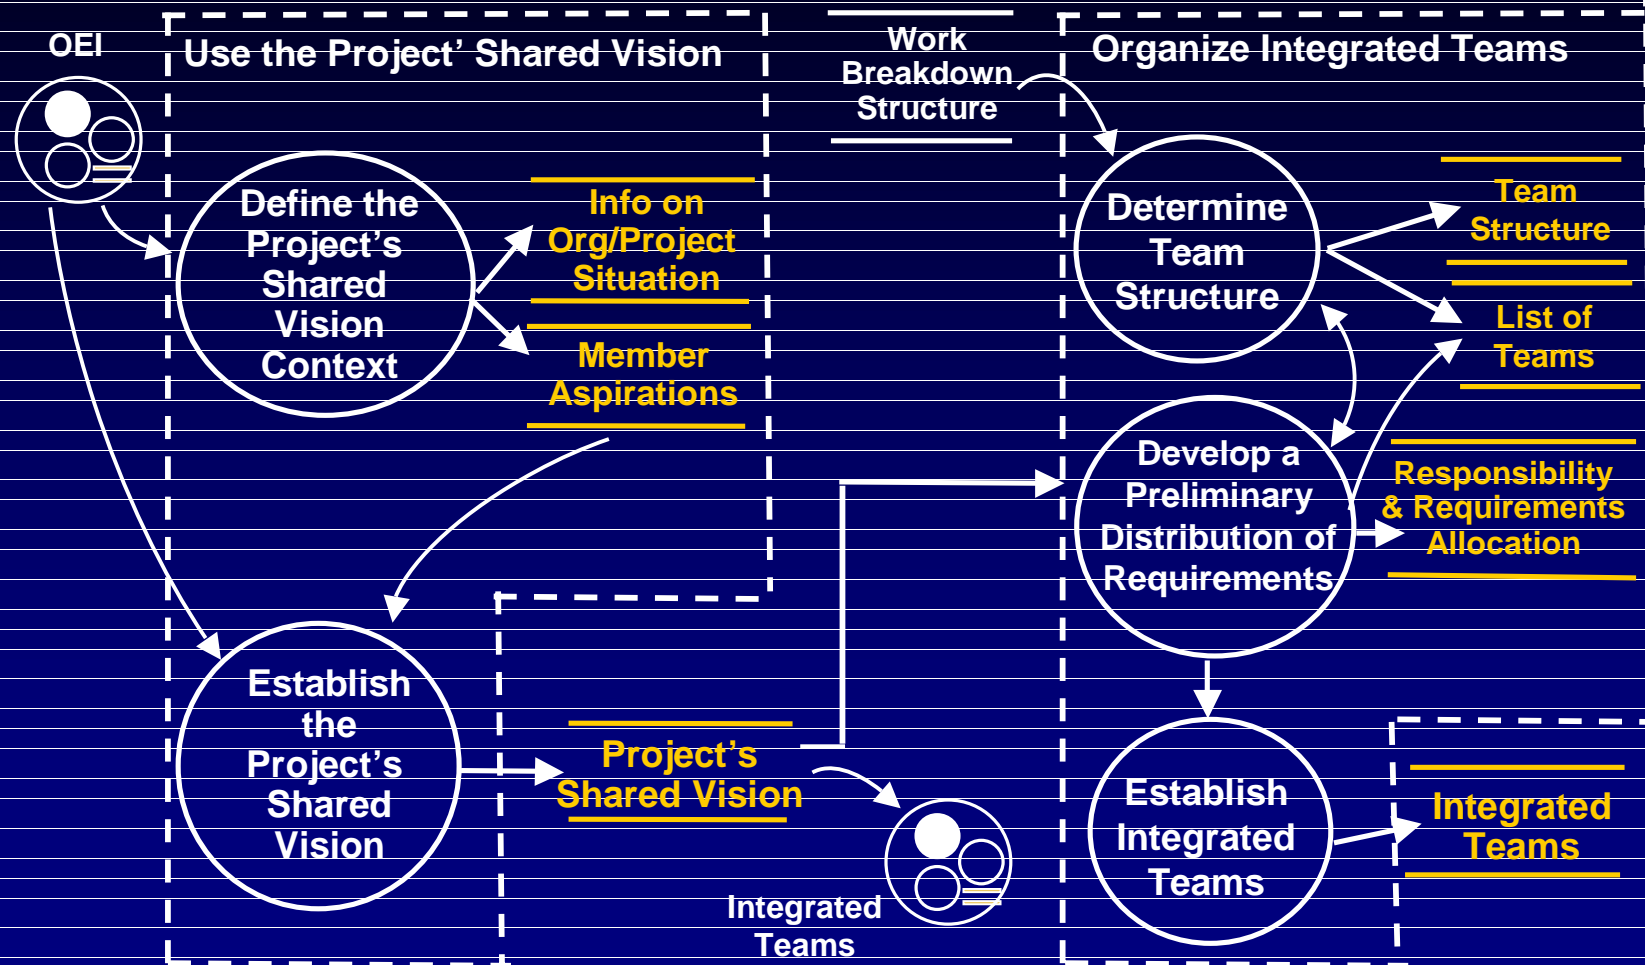 OEI
Use the Project’ Shared Vision
Define the
Project’s
Shared
Vision
Context
Info on
Org/Project
Situation
Member
Aspirations
Establish
the
Project’s
Shared
Vision
Project’s
Shared Vision
Integrated
Teams
Work
Breakdown
Structure
Organize Integrated Teams
Determine
Team
Structure
Team
Structure
List of
Teams
Develop a
Preliminary
Distribution of
Requirements
Responsibility
& Requirements
Allocation
Establish
Integrated
Teams
Integrated
Teams